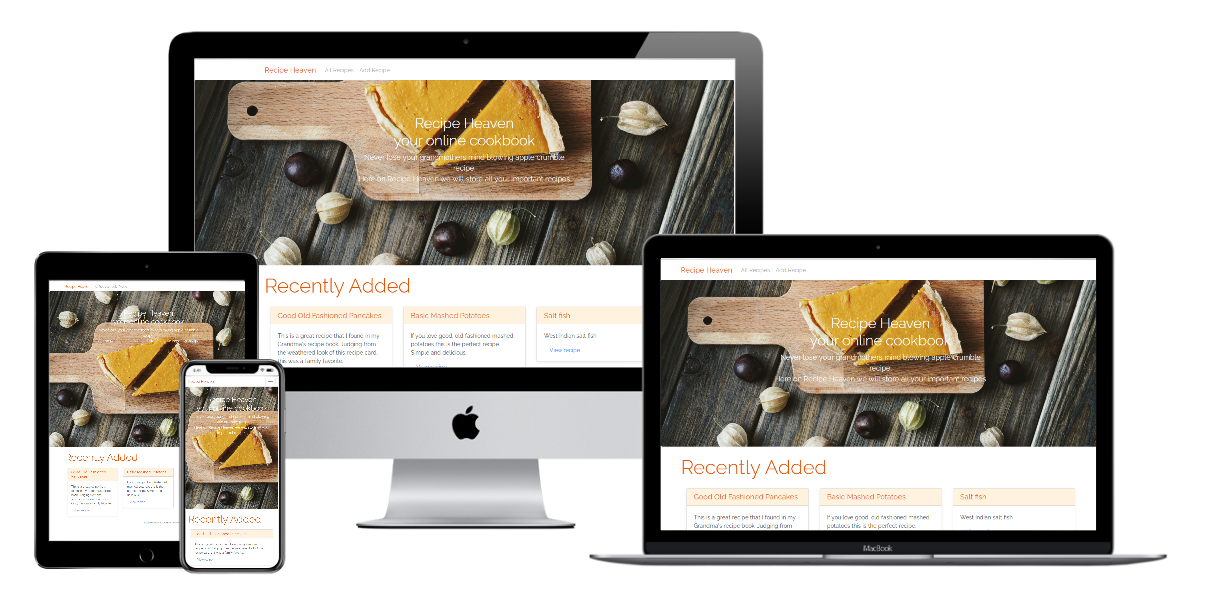 Recipe Heaven All Recipes Add Recipe
Recipe Heaven
your online cookbook
Never lose your grandmothers mind blowing apple crumble
recipe.
Here on Recipe Heaven we will store all your important recipes
Recently Added
Good Old Fashioned Pancakes
This is a great recipe that I found in my
Grandma's recipe book. Judging from
the weathered look of this recipe card,
this was a family favorite.
Basic Mashed Potatoes
If you love good, old fashioned mashed
potatoes this is the perfect recipe.
Simple and delicious.
Salt fish
West Indian salt fish
View recipe
Recipe Heaven All Recipes Add Recipe
Recipe Heaven
your online cookbook
Never lose your grandmothers mind blowing apple crumble
recipe.
Here on Recipe Heaven we will store all your important recipes
Recently Added
Good Old Fashioned Pancakes
This is a great recipe that I found in my
Grandma's recipe book. Judging from
Basic Mashed Potatoes
If you love good, old fashioned mashed
potatoes this is the perfect recipe.
Salt fish
West Indian salt fish
MacBook
Recipe Heaven
Recipe Heaven
your online cookbook
Recently Added
Recipe Heaven
Recipe Heaven
your online cookbook
Recently Added